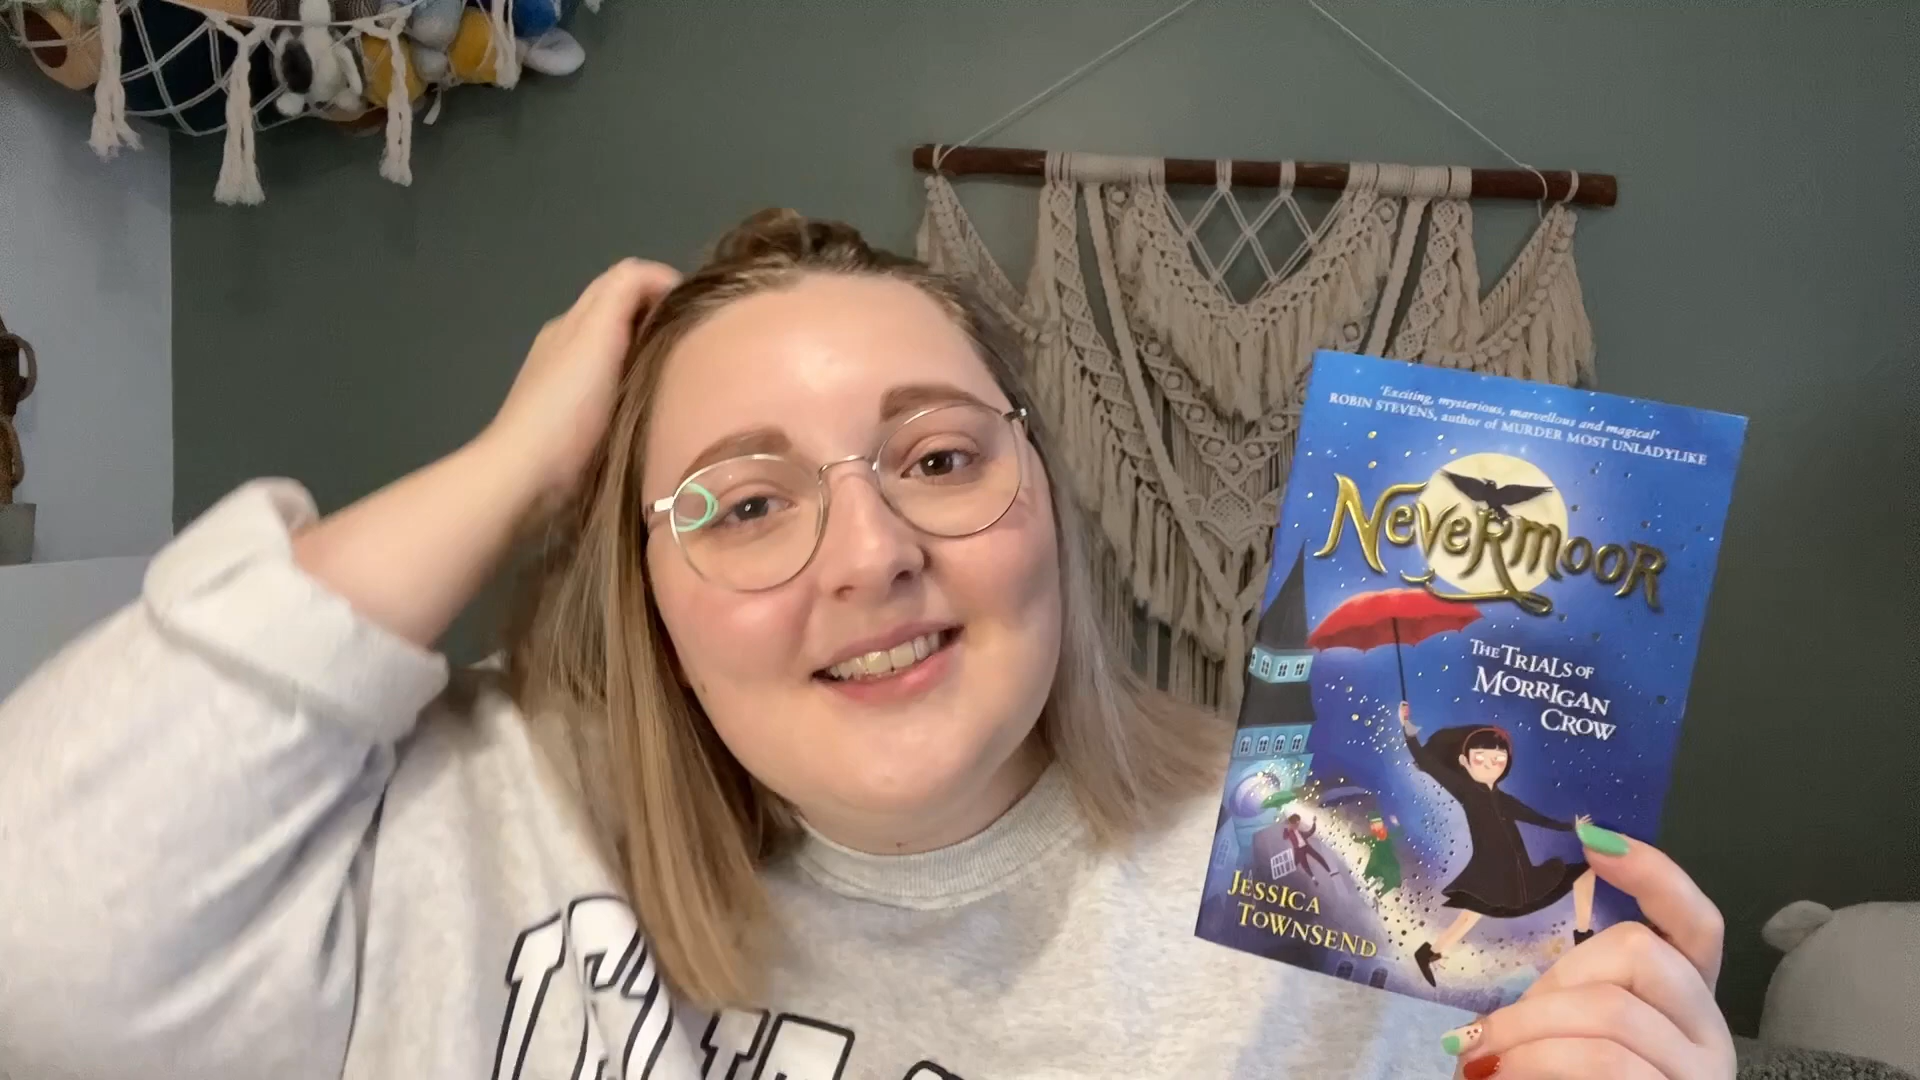 'Exciting, mysterious, marvellous and magical'
ROBIN STEVENS, author of MURDER MOST UNLADYLIKE
NEVERMOOR
THE TRIALS OF
MORRIGAN
CROW
JESSICA
TOWNSEND